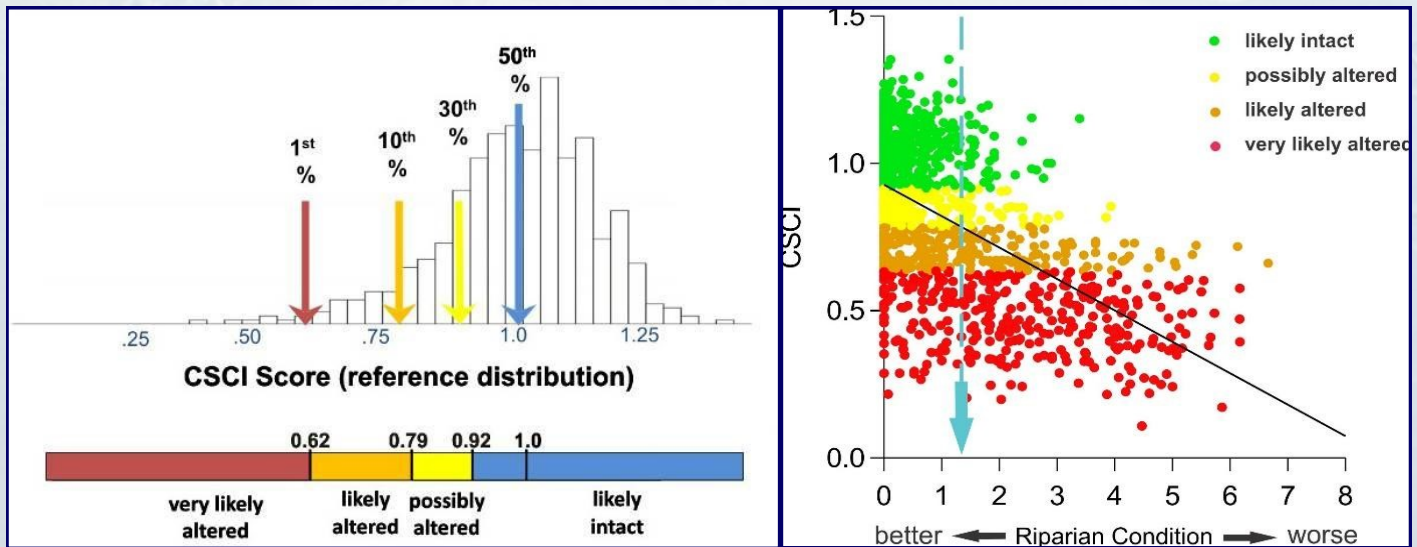 1st
%
10th
%
30th
%
50th
%
.25
.50
.75
1.0
1.25
CSCI Score (reference distribution)
0.62
0.79
0.92
1.0
very likely
altered
likely
altered
possibly
altered
likely
intact
1.5
1.0
0.5
0.0
CSCI
likely intact
possibly altered
likely altered
very likely altered
0 1 2 3 4 5 6 7 8
better Riparian Condition worse